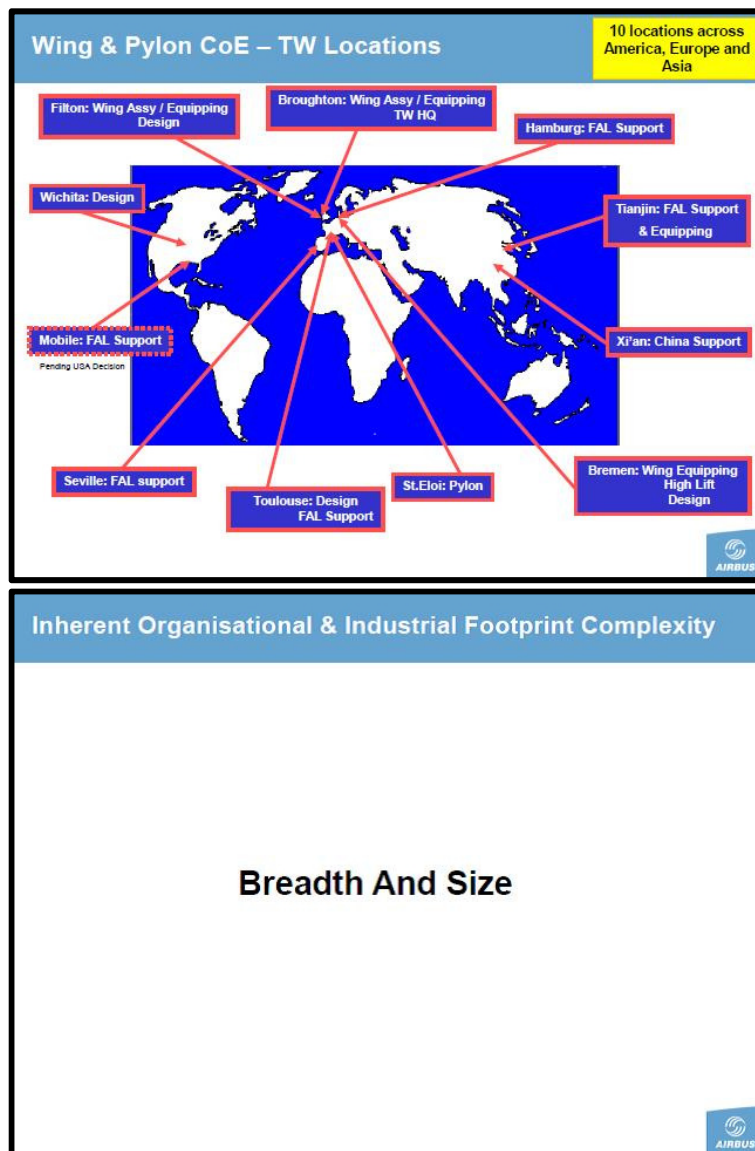 Wing & Pylon CoE – TW Locations
10 locations across
America, Europe and
Asia
Filton: Wing Assy / Equipping
Design
Broughton: Wing Assy / Equipping
TW HQ
Hamburg: FAL Support
Wichita: Design
Tianjin: FAL Support
& Equipping
Mobile: FAL Support
Pending USA Decision
Xi'an: China Support
Seville: FAL support
Toulouse: Design
FAL Support
St.Eloi: Pylon
Bremen: Wing Equipping
High Lift
Design
AIRBUS
Inherent Organisational & Industrial Footprint Complexity
Breadth And Size
AIRBUS